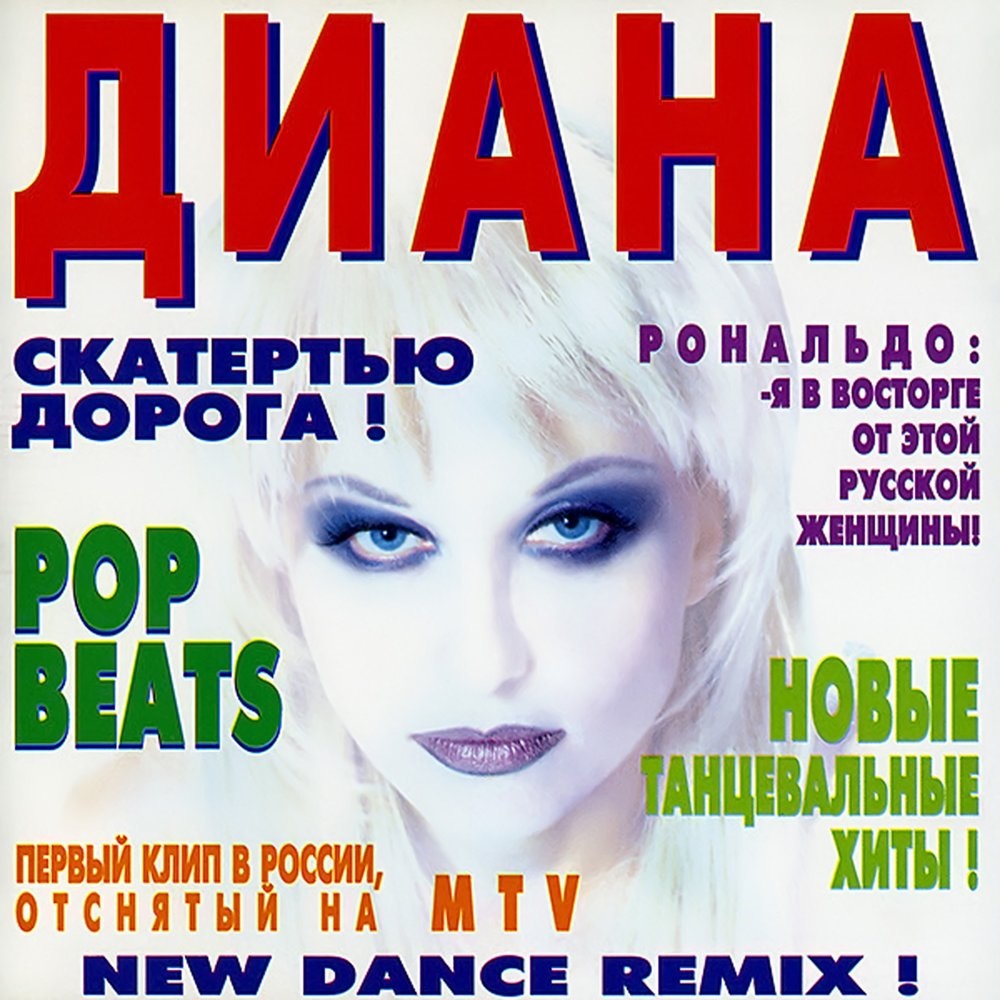 ДИАНА
СКАТЕРТЬЮ
ДОРОГА !
РОНАЛЬДО:
-Я В ВОСТОРГЕ
ОТ ЭТОЙ
РУССКОЙ
ЖЕНЩИНЫ!
POP
BEATS
НОВЫЕ
ТАНЦЕВАЛЬНЫЕ
ХИТЫ !
ПЕРВЫЙ КЛИП В РОССИИ,
ОТСНЯТЫЙ НА MTV
NEW DANCE REMIX !